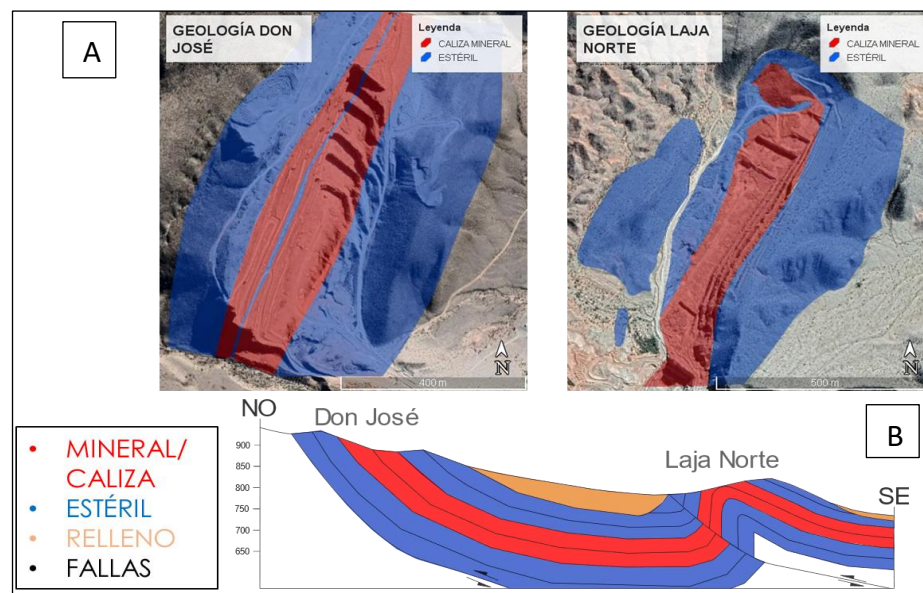 A
GEOLOGÍA DON
JOSÉ
Leyenda
CALIZA MINERAL
ESTÉRIL
N
400 m
GEOLOGÍA LAJA
NORTE
Leyenda
CALIZA MINERAL
ESTÉRIL
N
500 m
• MINERAL/
CALIZA
• ESTÉRIL
• RELLENO
• FALLAS
NO
Don José
B
Laja Norte
SE
900
850
800
750
700
650